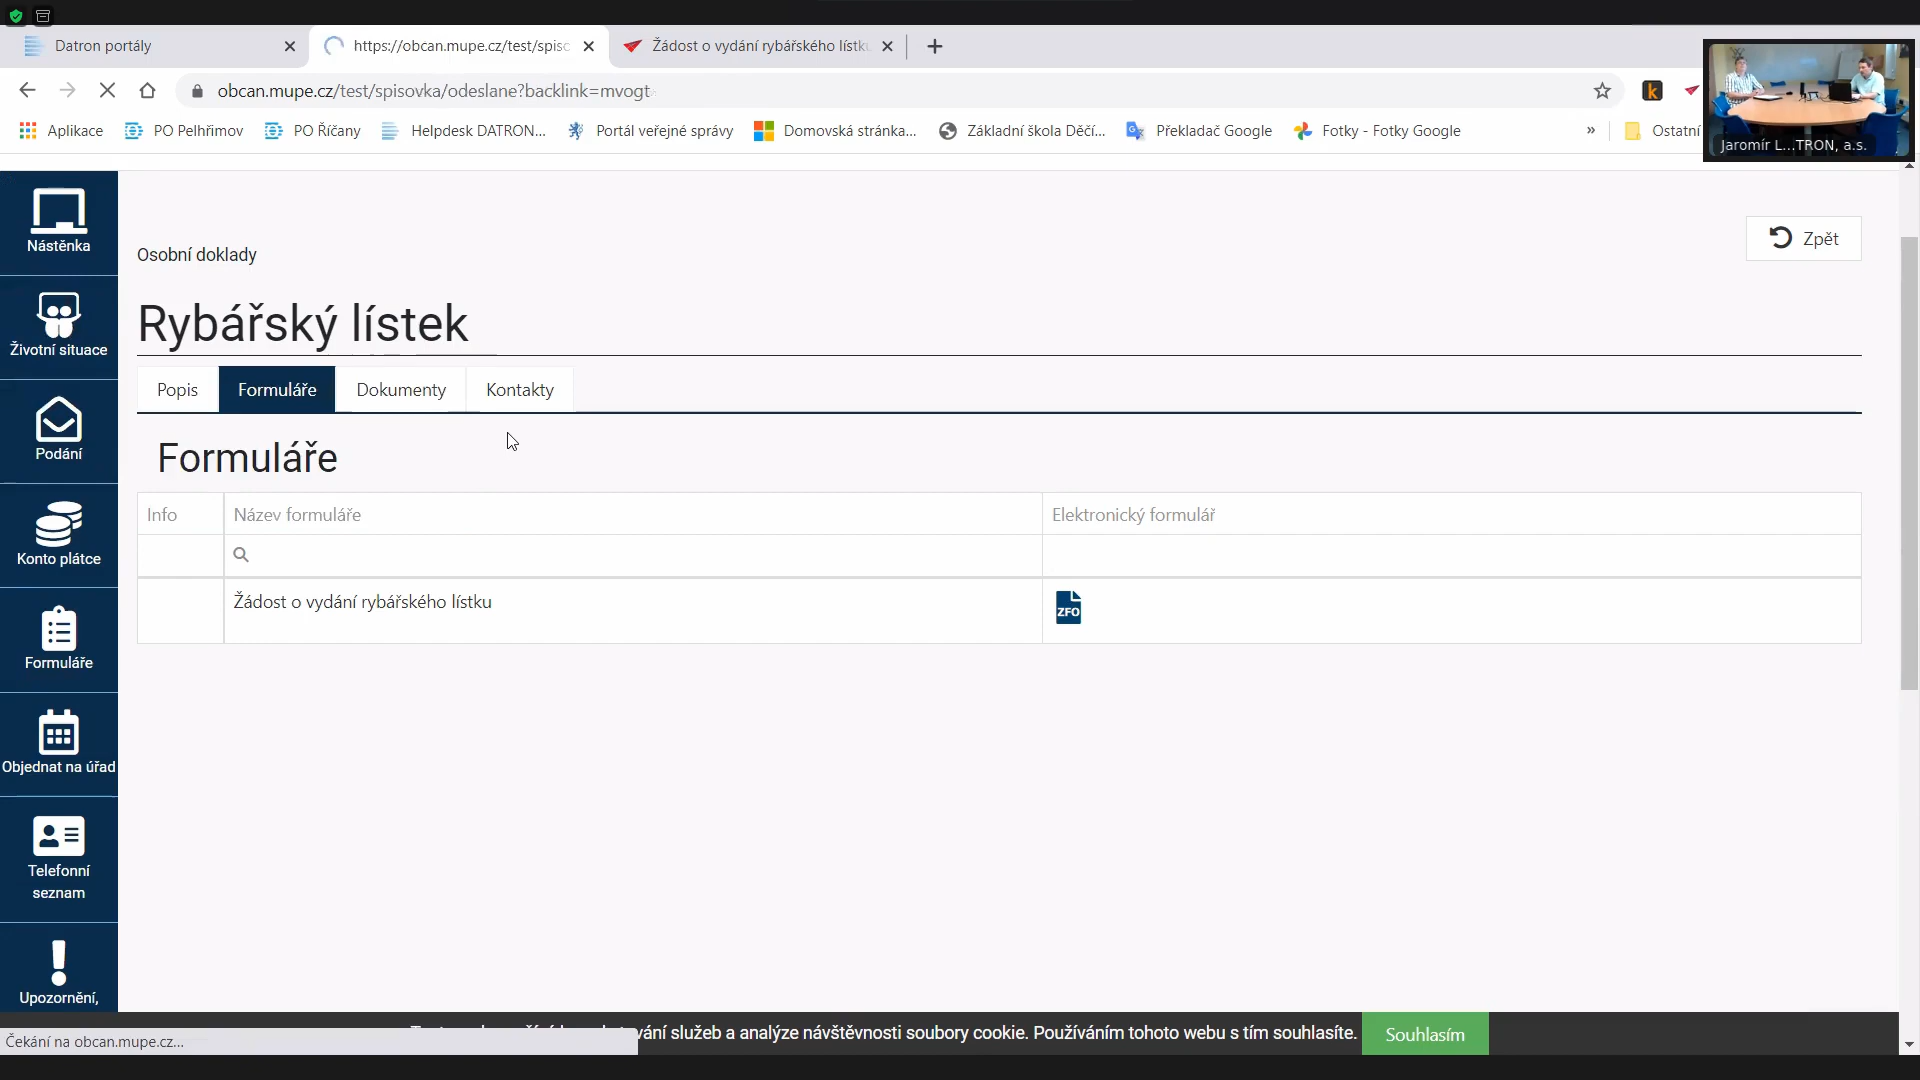 Datron portály
https://obcan.mupe.cz/test/spisc
Žádost o vydání rybářského lístku
obcan.mupe.cz/test/spisovka/odeslane?backlink=mvogt
Aplikace
PO Pelhřimov
PO Říčany
Helpdesk DATRON...
Portál veřejné správy
Domovská stránka...
Základní škola Děčí...
Překladač Google
Fotky - Fotky Google
»
Ostatní
Jaromír L...TRON, a.s.
Nástěnka
Životní situace
Podání
Konto plátce
Formuláře
Objednat na úřad
Telefonní
seznam
Upozornění,
Zpět
Osobní doklady
Rybářský lístek
Popis
Formuláře
Dokumenty
Kontakty
Formuláře
Info
Název formuláře
Elektronický formulář
Žádost o vydání rybářského lístku
ZFO
vání služeb a analýze návštěvnosti soubory cookie. Používáním tohoto webu s tím souhlasíte.
Souhlasím
Čekání na obcan.mupe.cz...